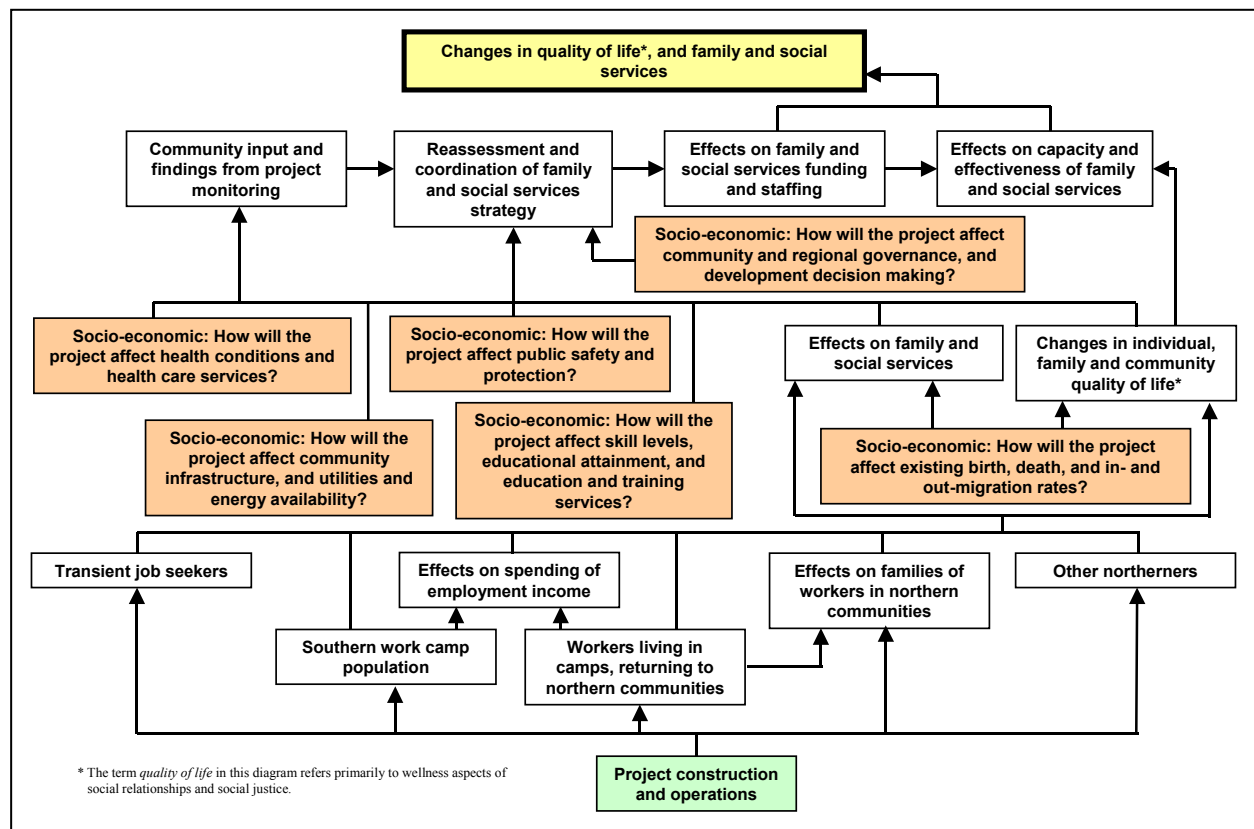 Changes in quality of life*, and family and social
services
Community input and
findings from project
monitoring
Reassessment and
coordination of family
and social services
strategy
Effects on family and
social services funding
and staffing
Effects on capacity and
effectiveness of family
and social services
Socio-economic: How will the project affect
community and regional governance, and
development decision making?
Socio-economic: How will the
project affect health conditions and
health care services?
Socio-economic: How will the
project affect public safety and
protection?
Effects on family and
social services
Changes in individual,
family and community
quality of life*
Socio-economic: How will the
project affect community
infrastructure, and utilities and
energy availability?
Socio-economic: How will the
project affect skill levels,
educational attainment, and
education and training
services?
Socio-economic: How will the project
affect existing birth, death, and in- and
out-migration rates?
Transient job seekers
Effects on spending of
employment income
Effects on families of
workers in northern
communities
Other northerners
Southern work camp
population
Workers living in
camps, returning to
northern communities
Project construction
and operations
* The term quality of life in this diagram refers primarily to wellness aspects of
social relationships and social justice.